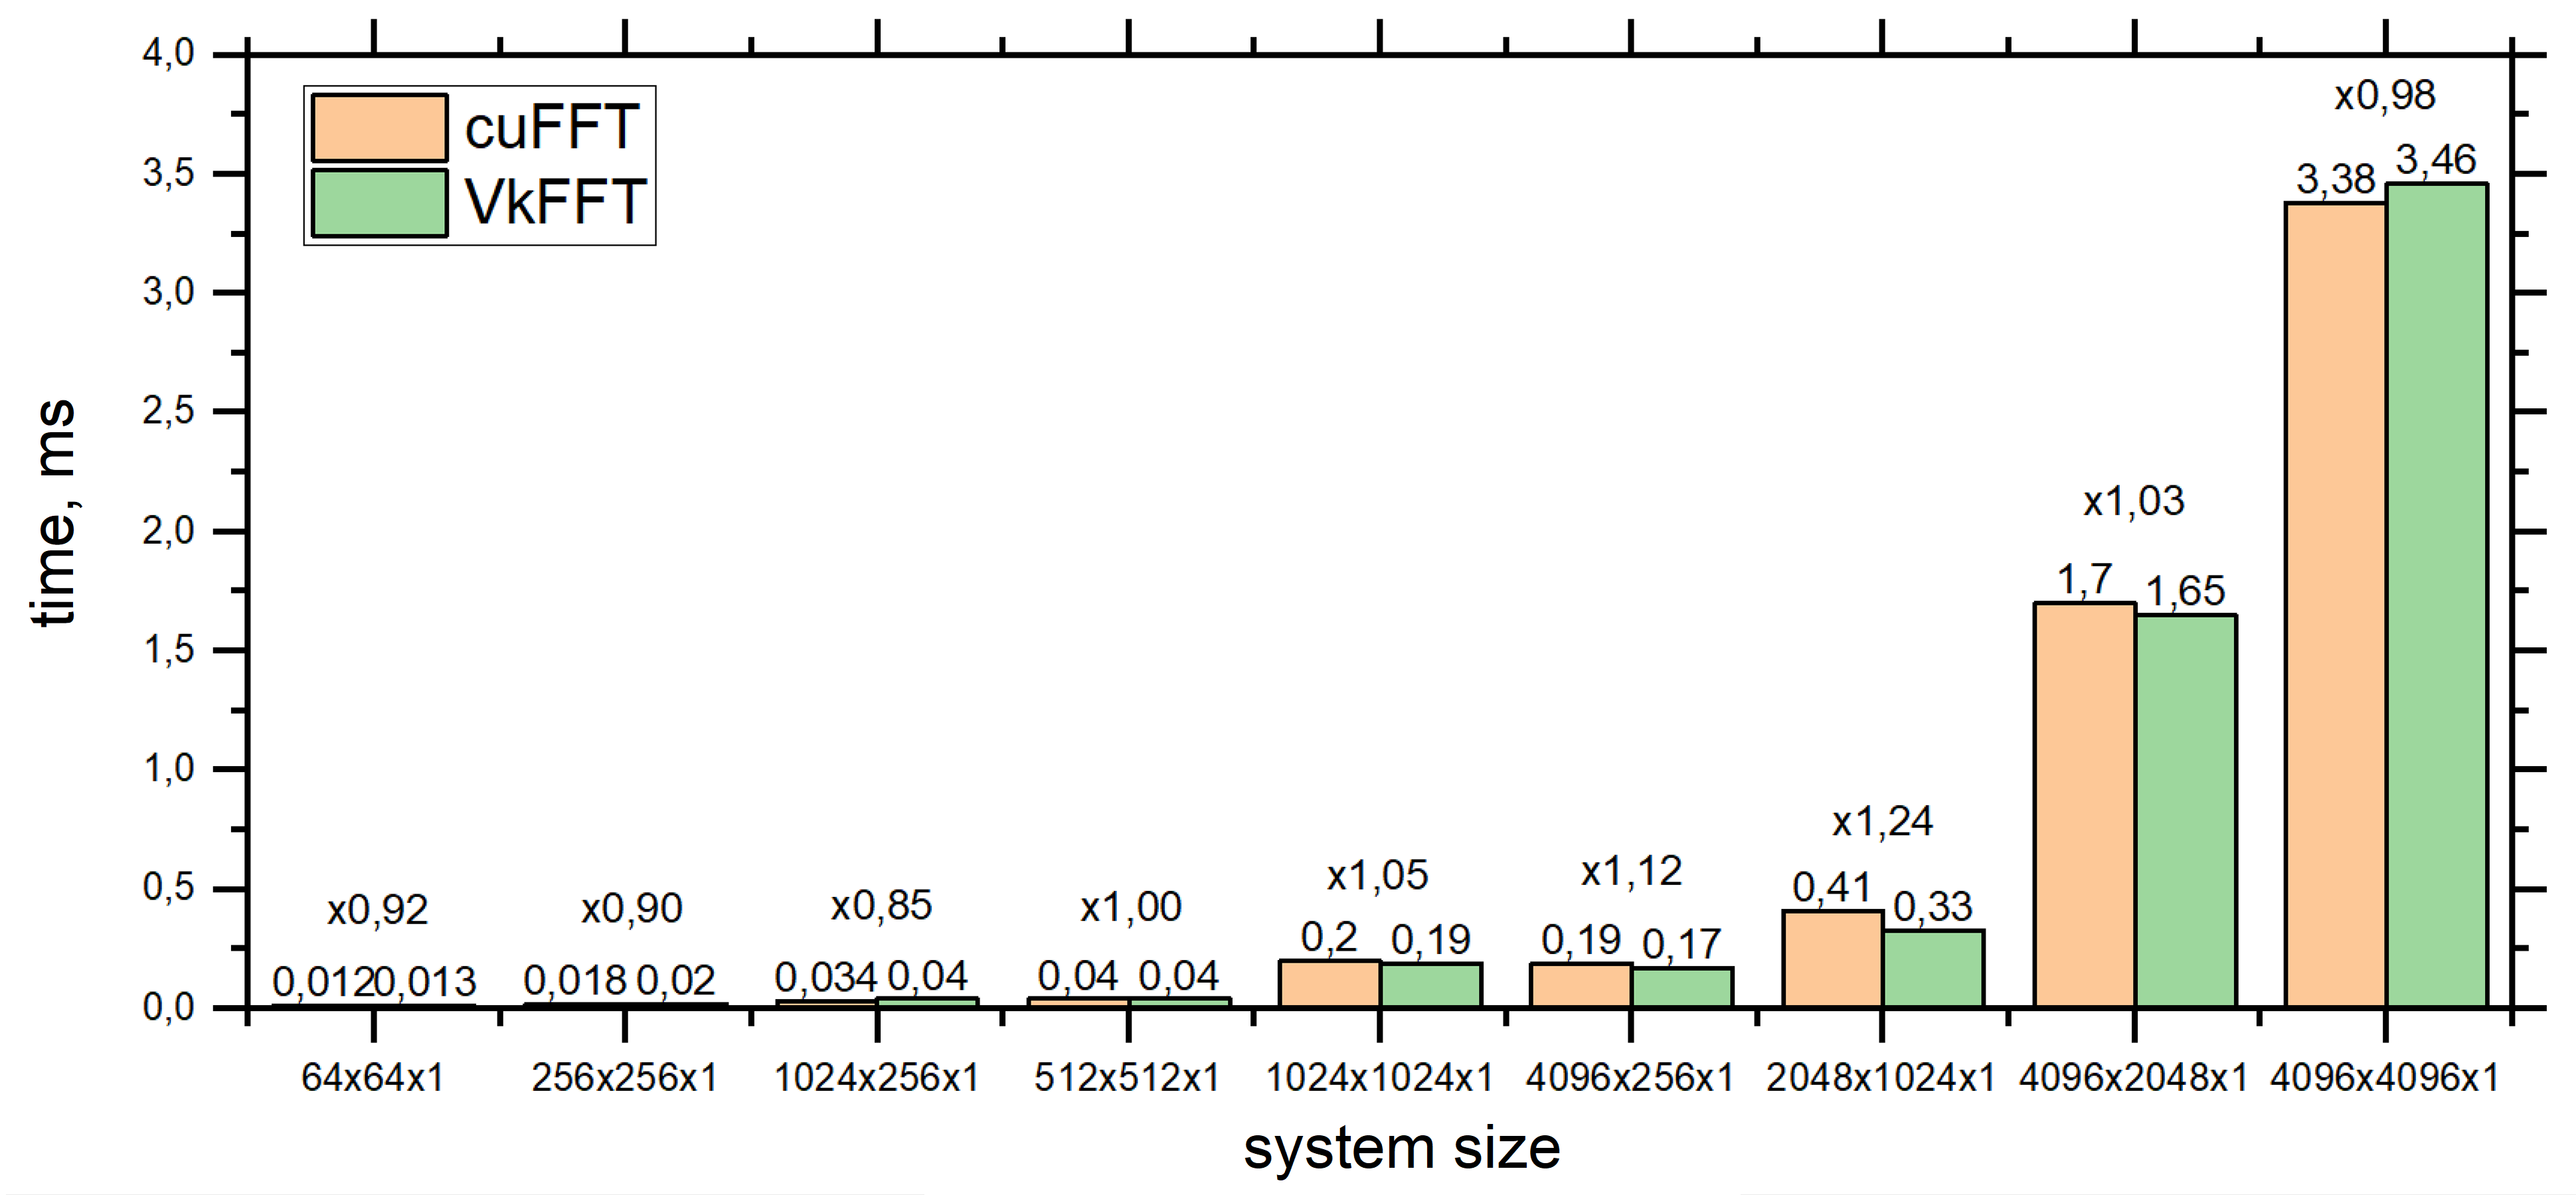 4,0
3,5
3,0
2,5
2,0
1,5
1,0
0,5
0,0
time, ms
cuFFT
VkFFT
x0,92
0,012 0,013
x0,90
0,018 0,02
x0,85
0,034 0,04
x1,00
0,04 0,04
x1,05
0,2 0,19
x1,12
0,19 0,17
x1,24
0,41 0,33
x1,03
1,7 1,65
x0,98
3,38 3,46
64x64x1 256x256x1 1024x256x1 512x512x1 1024x1024x1 4096x256x1 2048x1024x1 4096x2048x1 4096x4096x1
system size